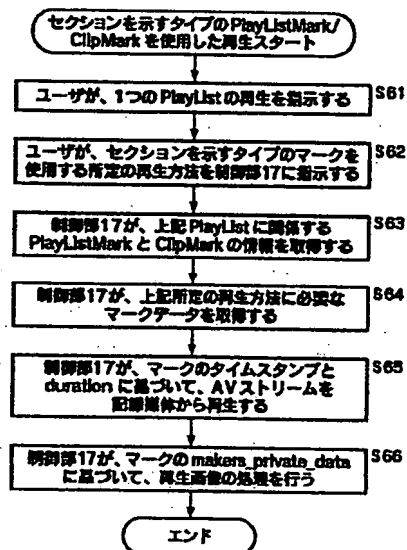 セクションを示すタイプのPlayListMark/
ClipMarkを使用した再生スタート
ユーザが、1つのPlayListの再生を指示する
S61
ユーザが、セクションを示すタイプのマークを
使用する所定の再生方法を制御部17に指示する
S62
制御部17が、上記PlayListに関係する
PlayListMarkとClipMarkの情報を取得する
S63
制御部17が、上記所定の再生方法に必要な
マークデータを取得する
S64
制御部17が、マークのタイムスタンプと
durationに基づいて、AVストリームを
記録媒体から再生する
S65
制御部17が、マークのmakers_private_data
に基づいて、再生画像の処理を行う
S66
エンド